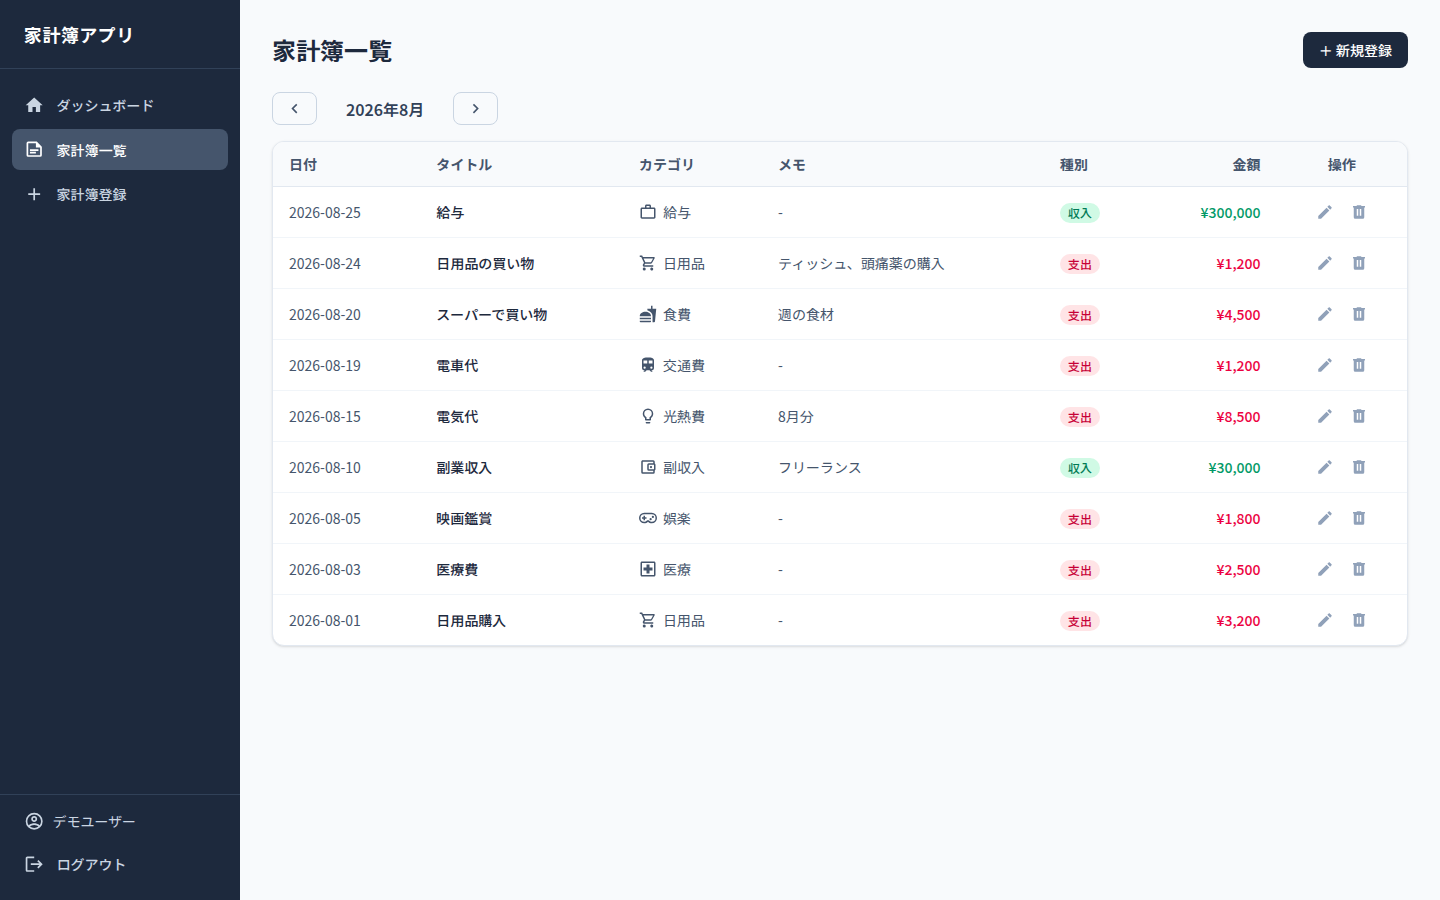 家計簿アプリ
ダッシュボード
家計簿一覧
家計簿登録
デモユーザー
ログアウト
家計簿一覧
+ 新規登録
2026年8月
日付 タイトル カテゴリ メモ 種別 金額 操作
2026-08-25 給与 給与 - 収入 ¥300,000
2026-08-24 日用品の買い物 日用品 ティッシュ、頭痛薬の購入 支出 ¥1,200
2026-08-20 スーパーで買い物 食費 週の食材 支出 ¥4,500
2026-08-19 電車代 交通費 - 支出 ¥1,200
2026-08-15 電気代 光熱費 8月分 支出 ¥8,500
2026-08-10 副業収入 副収入 フリーランス 収入 ¥30,000
2026-08-05 映画鑑賞 娯楽 - 支出 ¥1,800
2026-08-03 医療費 医療 - 支出 ¥2,500
2026-08-01 日用品購入 日用品 - 支出 ¥3,200